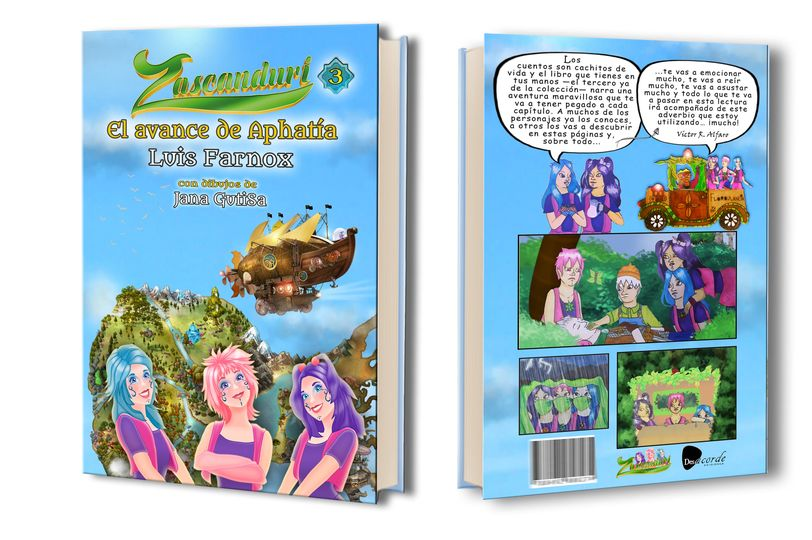 Zascandurí 3
El avance de Aphatía
Luis Farnox
con dibujos de
Jana GutiSa
Los
cuentos son cachitos de
vida y el libro que tienes en
tus manos —el tercero ya
de la colección— narra una
aventura maravillosa que te
va a tener pegado a cada
capítulo. A muchos de los
personajes ya los conoces,
a otros los vas a descubrir
en estas páginas y,
sobre todo...
...te vas a emocionar
mucho, te vas a reír
mucho, te vas a asustar
mucho y todo lo que te va
a pasar en esta lectura
irá acompañado de este
adverbio que estoy
utilizando... ¡mucho!
Víctor R. Alfaro
Zascandurí
Des@corde